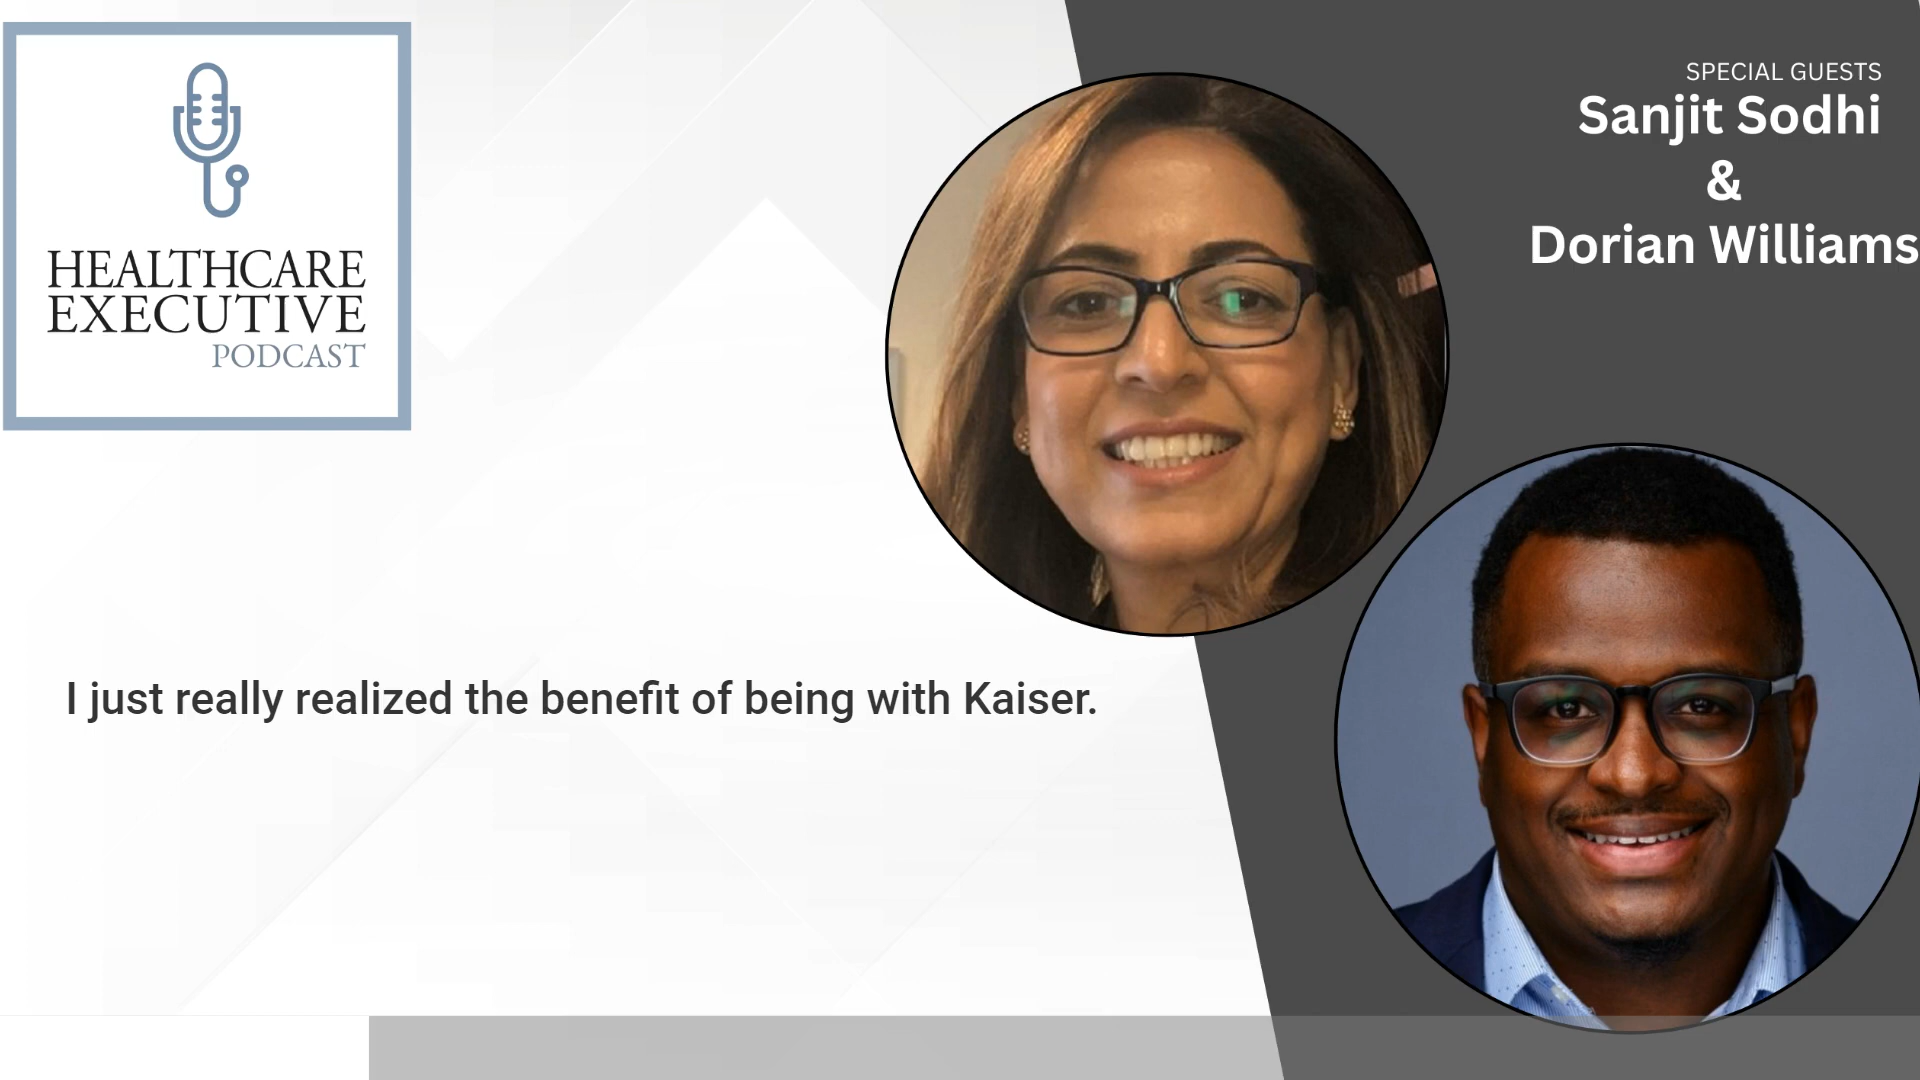 HEALTHCARE
EXECUTIVE
PODCAST
SPECIAL GUESTS
Sanjit Sodhi
&
Dorian Williams
I just really realized the benefit of being with Kaiser.